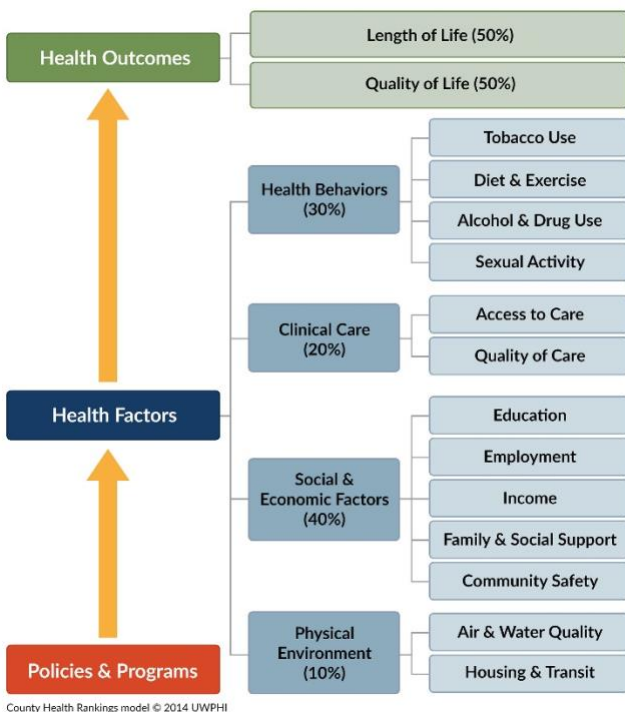 Health Outcomes
Length of Life (50%)
Quality of Life (50%)
Health Factors
Health Behaviors
(30%)
Tobacco Use
Diet & Exercise
Alcohol & Drug Use
Sexual Activity
Clinical Care
(20%)
Access to Care
Quality of Care
Social &
Economic Factors
(40%)
Education
Employment
Income
Family & Social Support
Community Safety
Physical
Environment
(10%)
Air & Water Quality
Housing & Transit
Policies & Programs
County Health Rankings model © 2014 UWPHI